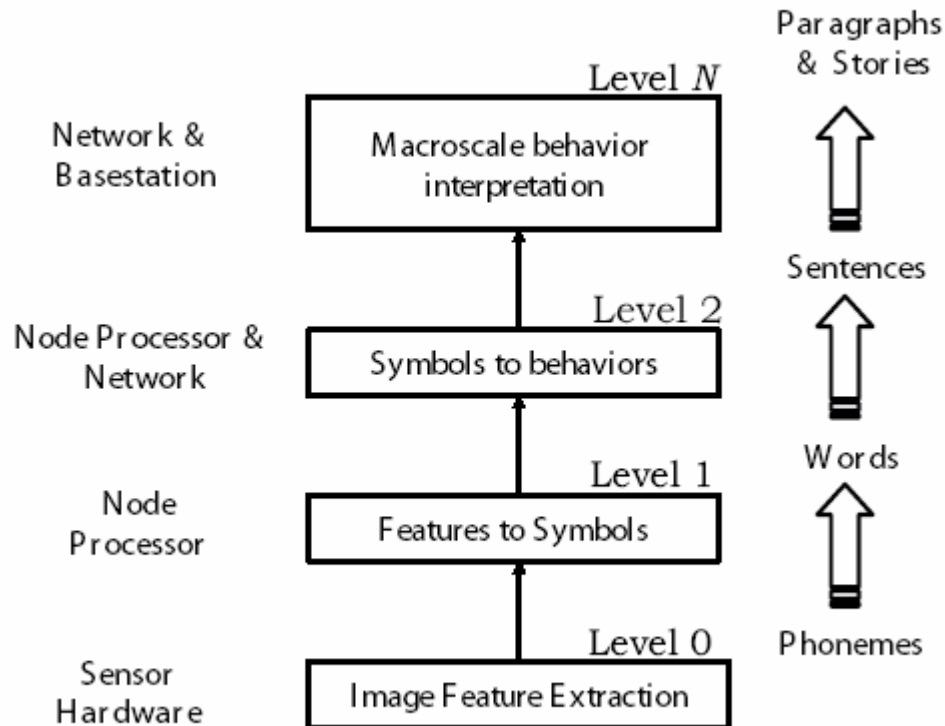 Paragraphs
& Stories
Level N
Network &
Basestation
Macroscale behavior
interpretation
Sentences
Level 2
Node Processor &
Network
Symbols to behaviors
Words
Level 1
Node
Processor
Features to Symbols
Phonemes
Level 0
Sensor
Hardware
Image Feature Extraction